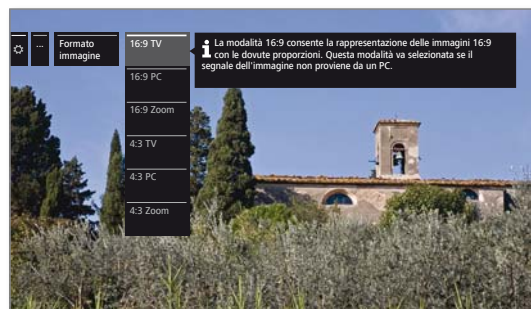 ...
Formato
immagine
16:9 TV
16:9 PC
16:9 Zoom
4:3 TV
4:3 PC
4:3 Zoom
La modalità 16:9 consente la rappresentazione delle immagini 16:9
con le dovute proporzioni. Questa modalità va selezionata se il
segnale dell'immagine non proviene da un PC.